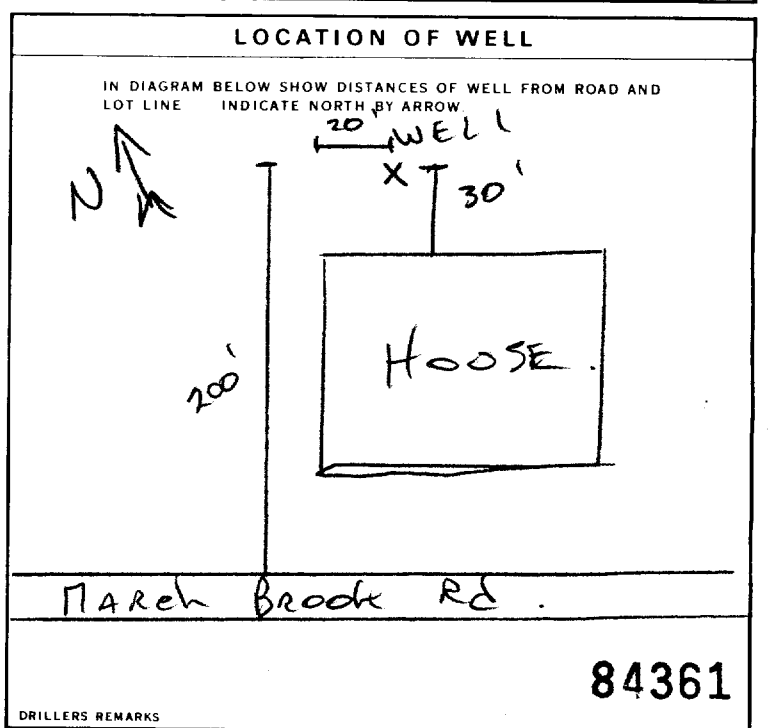 LOCATION OF WELL
IN DIAGRAM BELOW SHOW DISTANCES OF WELL FROM ROAD AND
LOT LINE INDICATE NORTH BY ARROW.
20' WELL
N
X
30'
HOOSE.
200'
MARCh BROOK Rd.
84361
DRILLERS REMARKS